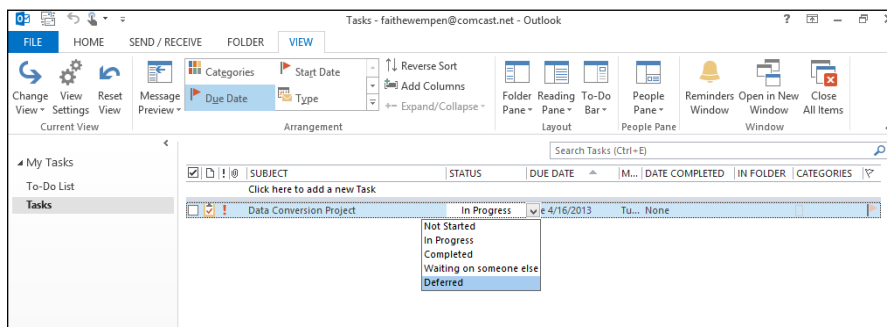 Tasks - faithewempen@comcast.net - Outlook
FILE HOME SEND / RECEIVE FOLDER VIEW
Change View
View Settings
Reset View
Message Preview
Categories
Start Date
Due Date
Type
Reverse Sort
Add Columns
Expand/Collapse
Folder Pane
Reading Pane
To-Do Bar
People Pane
Reminders Window
Open in New Window
Close All Items
Current View Arrangement Layout People Pane Window
Search Tasks (Ctrl+E)
My Tasks
To-Do List
Tasks
! SUBJECT STATUS DUE DATE M... DATE COMPLETED IN FOLDER CATEGORIES
Click here to add a new Task
! Data Conversion Project In Progress e 4/16/2013 Tu... None
Not Started
In Progress
Completed
Waiting on someone else
Deferred